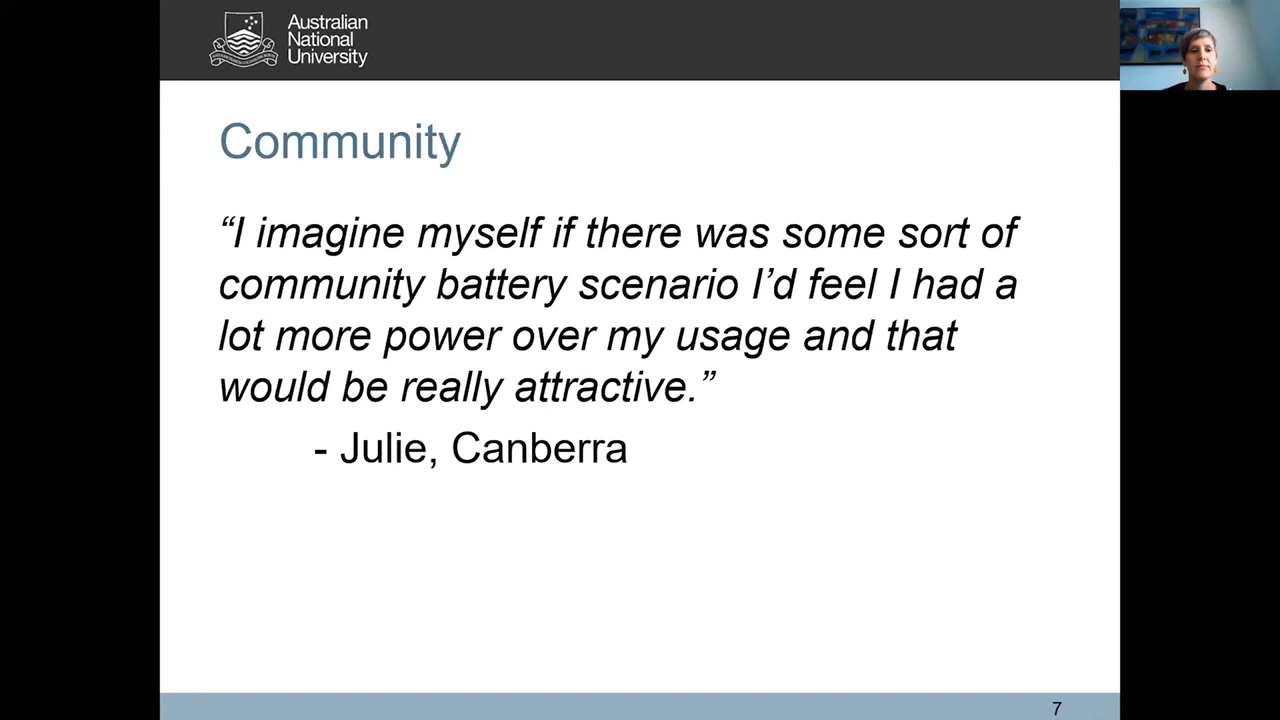 Australian
National
University
Community
“I imagine myself if there was some sort of
community battery scenario I’d feel I had a
lot more power over my usage and that
would be really attractive.”
- Julie, Canberra
7